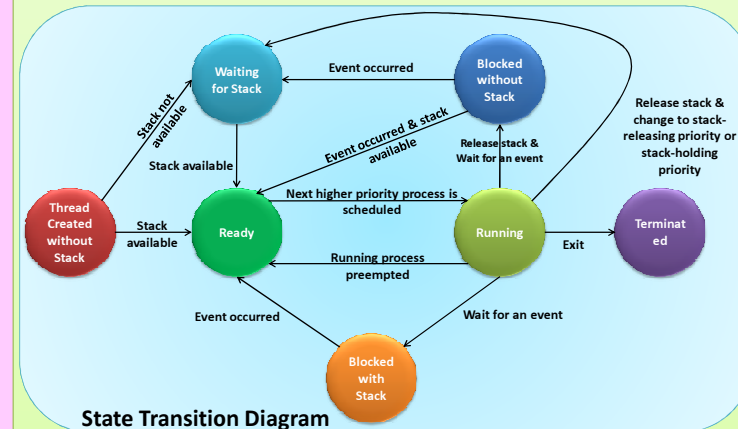 Waiting
for Stack
Event occurred
Blocked
without
Stack
Release stack &
change to stack-
releasing priority or
stack-holding
priority
Stack not
available
Event occurred & stack
available
Release stack &
Wait for an event
Stack available
Thread
Created
without
Stack
Stack
available
Ready
Next higher priority process is
scheduled
Running
Running process
preempted
Exit
Terminat
ed
Event occurred
Wait for an event
Blocked
with
Stack
State Transition Diagram